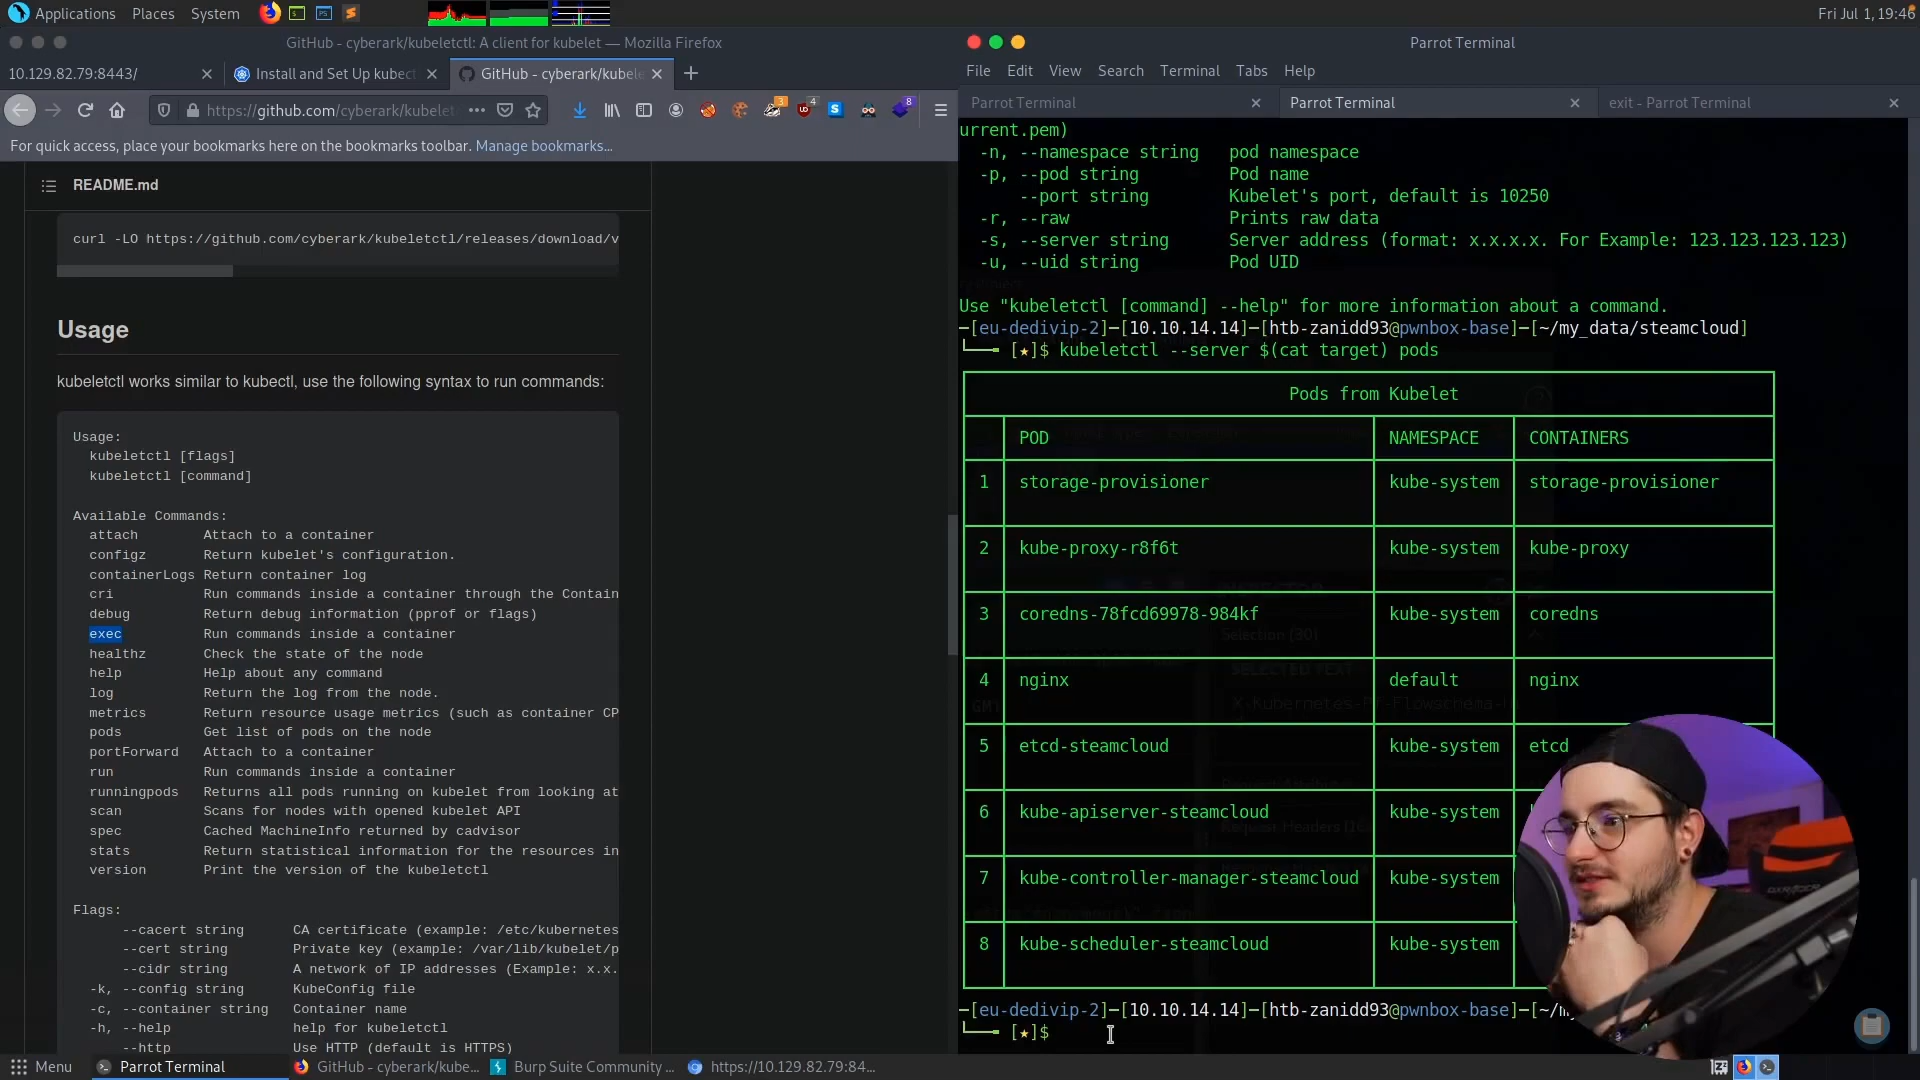 Applications Places System
Fri Jul 1, 19:46
GitHub - cyberark/kubeletctl: A client for kubelet — Mozilla Firefox
10.129.82.79:8443/
Install and Set Up kubect
GitHub - cyberark/kubele
https://github.com/cyberark/kubelet
3
4
8
For quick access, place your bookmarks here on the bookmarks toolbar. Manage bookmarks...
README.md
curl -LO https://github.com/cyberark/kubeletctl/releases/download/v
Usage
kubeletctl works similar to kubectl, use the following syntax to run commands:
Usage:
kubeletctl [flags]
kubeletctl [command]
Available Commands:
attach Attach to a container
configz Return kubelet's configuration.
containerLogs Return container log
cri Run commands inside a container through the Contain
debug Return debug information (pprof or flags)
exec Run commands inside a container
healthz Check the state of the node
help Help about any command
log Return the log from the node.
metrics Return resource usage metrics (such as container CP
pods Get list of pods on the node
portForward Attach to a container
run Run commands inside a container
runningpods Returns all pods running on kubelet from looking at
scan Scans for nodes with opened kubelet API
spec Cached MachineInfo returned by cadvisor
stats Return statistical information for the resources in
version Print the version of the kubeletctl
Flags:
--cacert string CA certificate (example: /etc/kubernetes
--cert string Private key (example: /var/lib/kubelet/p
--cidr string A network of IP addresses (Example: x.x.
-k, --config string KubeConfig file
-c, --container string Container name
-h, --help help for kubeletctl
--http Use HTTP (default is HTTPS)
Parrot Terminal
File Edit View Search Terminal Tabs Help
Parrot Terminal
Parrot Terminal
exit - Parrot Terminal
urrent.pem)
-n, --namespace string pod namespace
-p, --pod string Pod name
--port string Kubelet's port, default is 10250
-r, --raw Prints raw data
-s, --server string Server address (format: x.x.x.x. For Example: 123.123.123.123)
-u, --uid string Pod UID
Use "kubeletctl [command] --help" for more information about a command.
─[eu-dedivip-2]─[10.10.14.14]─[htb-zanidd93@pwnbox-base]─[~/my_data/steamcloud]
└──╼ [★]$ kubeletctl --server $(cat target) pods
Pods from Kubelet
POD NAMESPACE CONTAINERS
1 storage-provisioner kube-system storage-provisioner
2 kube-proxy-r8f6t kube-system kube-proxy
3 coredns-78fcd69978-984kf kube-system coredns
4 nginx default nginx
5 etcd-steamcloud kube-system etcd
6 kube-apiserver-steamcloud kube-system
7 kube-controller-manager-steamcloud kube-system
8 kube-scheduler-steamcloud kube-system
─[eu-dedivip-2]─[10.10.14.14]─[htb-zanidd93@pwnbox-base]─[~/my
└──╼ [★]$
Menu
Parrot Terminal
GitHub - cyberark/kube...
Burp Suite Community ...
https://10.129.82.79:84...